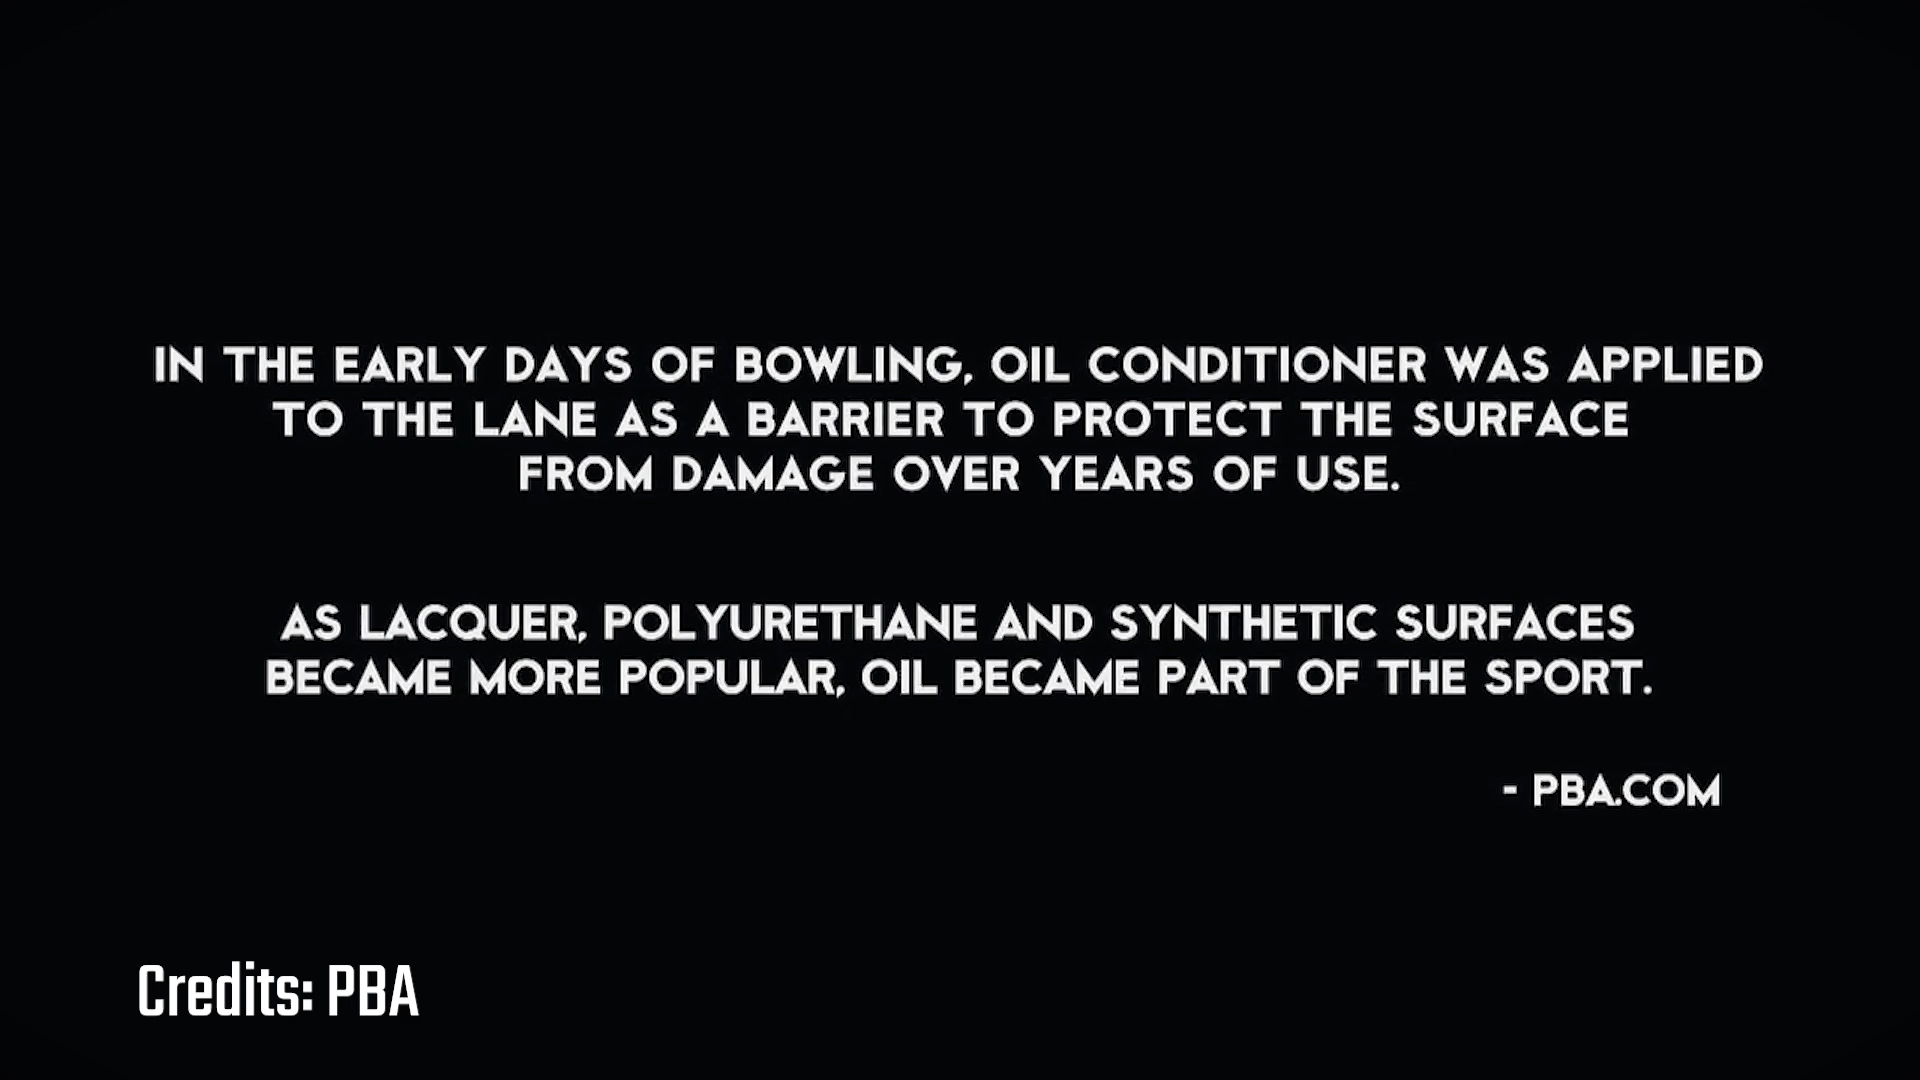 IN THE EARLY DAYS OF BOWLING, OIL CONDITIONER WAS APPLIED
TO THE LANE AS A BARRIER TO PROTECT THE SURFACE
FROM DAMAGE OVER YEARS OF USE.
AS LACQUER, POLYURETHANE AND SYNTHETIC SURFACES
BECAME MORE POPULAR, OIL BECAME PART OF THE SPORT.
- PBA.COM
Credits: PBA